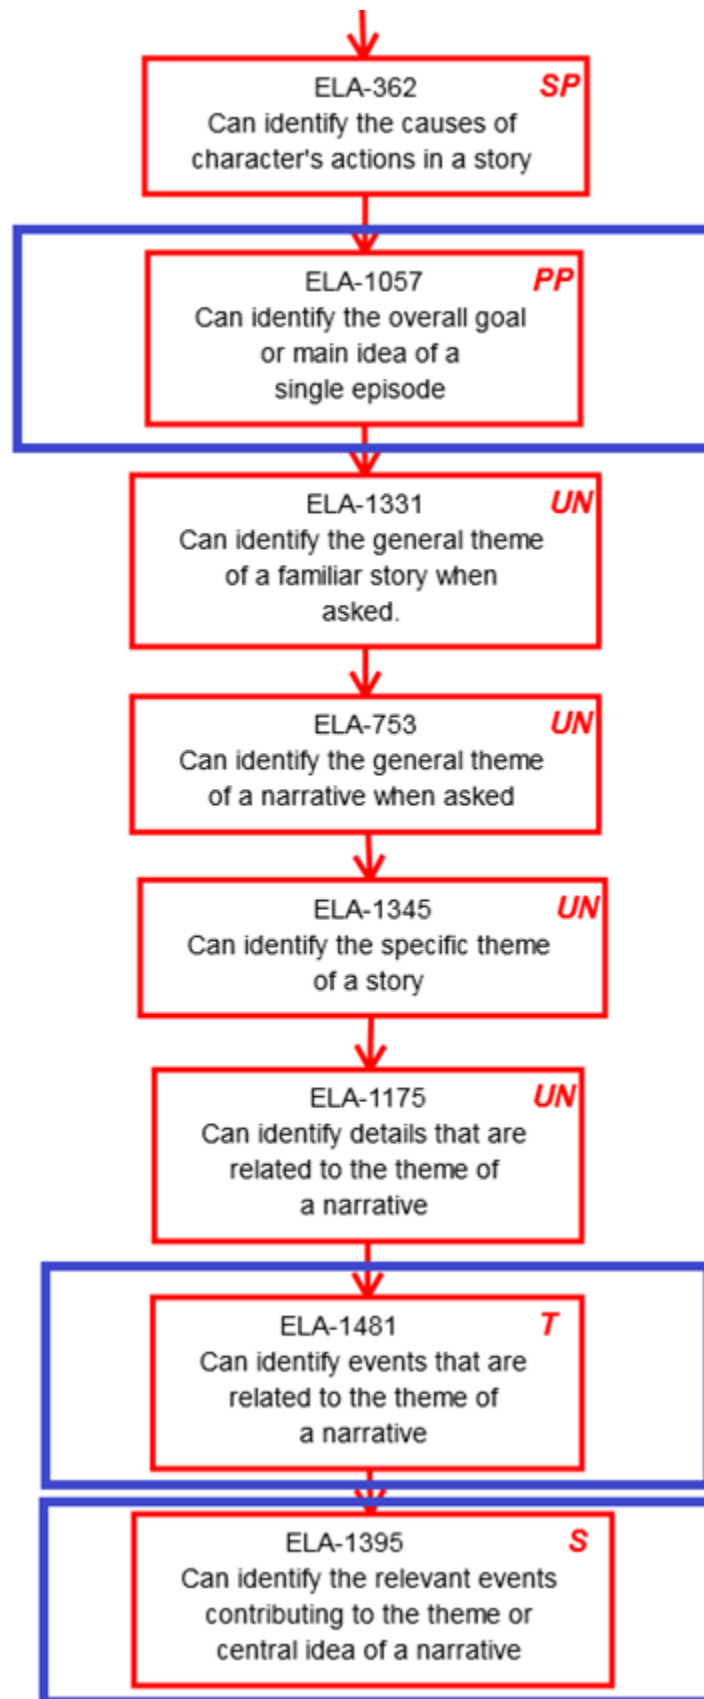 ELA-362 SP
Can identify the causes of
character's actions in a story
ELA-1057 PP
Can identify the overall goal
or main idea of a
single episode
ELA-1331 UN
Can identify the general theme
of a familiar story when
asked.
ELA-753 UN
Can identify the general theme
of a narrative when asked
ELA-1345 UN
Can identify the specific theme
of a story
ELA-1175 UN
Can identify details that are
related to the theme of
a narrative
ELA-1481 T
Can identify events that are
related to the theme of
a narrative
ELA-1395 S
Can identify the relevant events
contributing to the theme or
central idea of a narrative